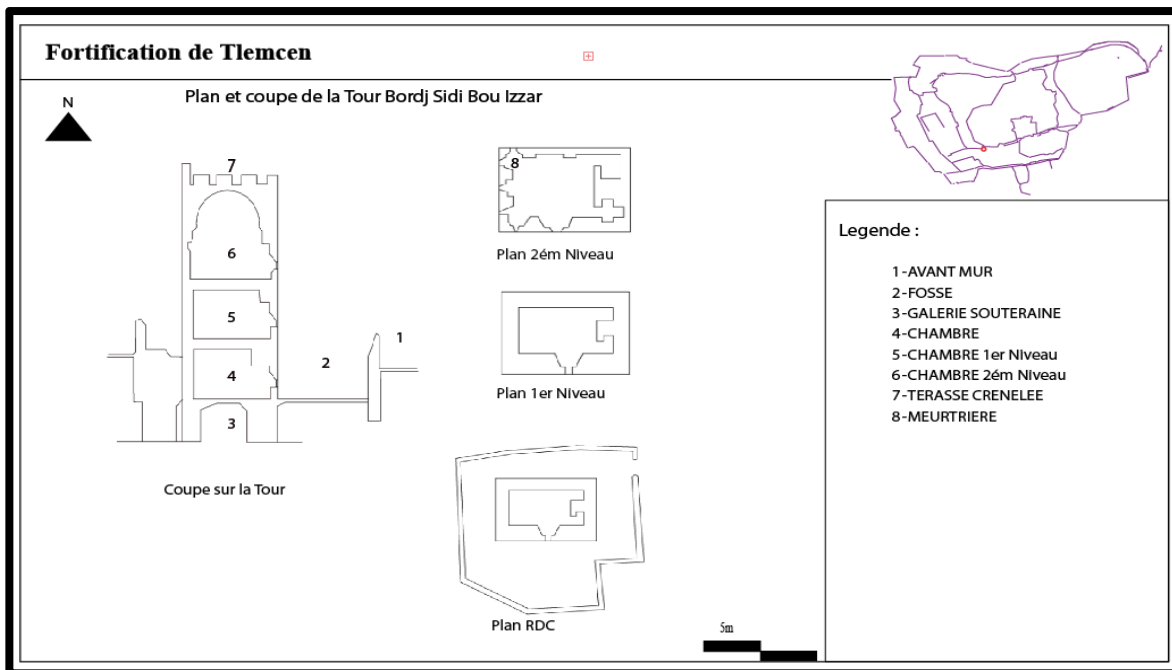 Fortification de Tlemcen
Plan et coupe de la Tour Bordj Sidi Bou Izzar
N
7
6
5
4
3
2
1
Coupe sur la Tour
8
Plan 2ém Niveau
Plan 1er Niveau
Plan RDC
5m
Legende :
1-AVANT MUR
2-FOSSE
3-GALERIE SOUTERAINE
4-CHAMBRE
5-CHAMBRE 1er Niveau
6-CHAMBRE 2ém Niveau
7-TERASSE CRENELEE
8-MEURTRIERE